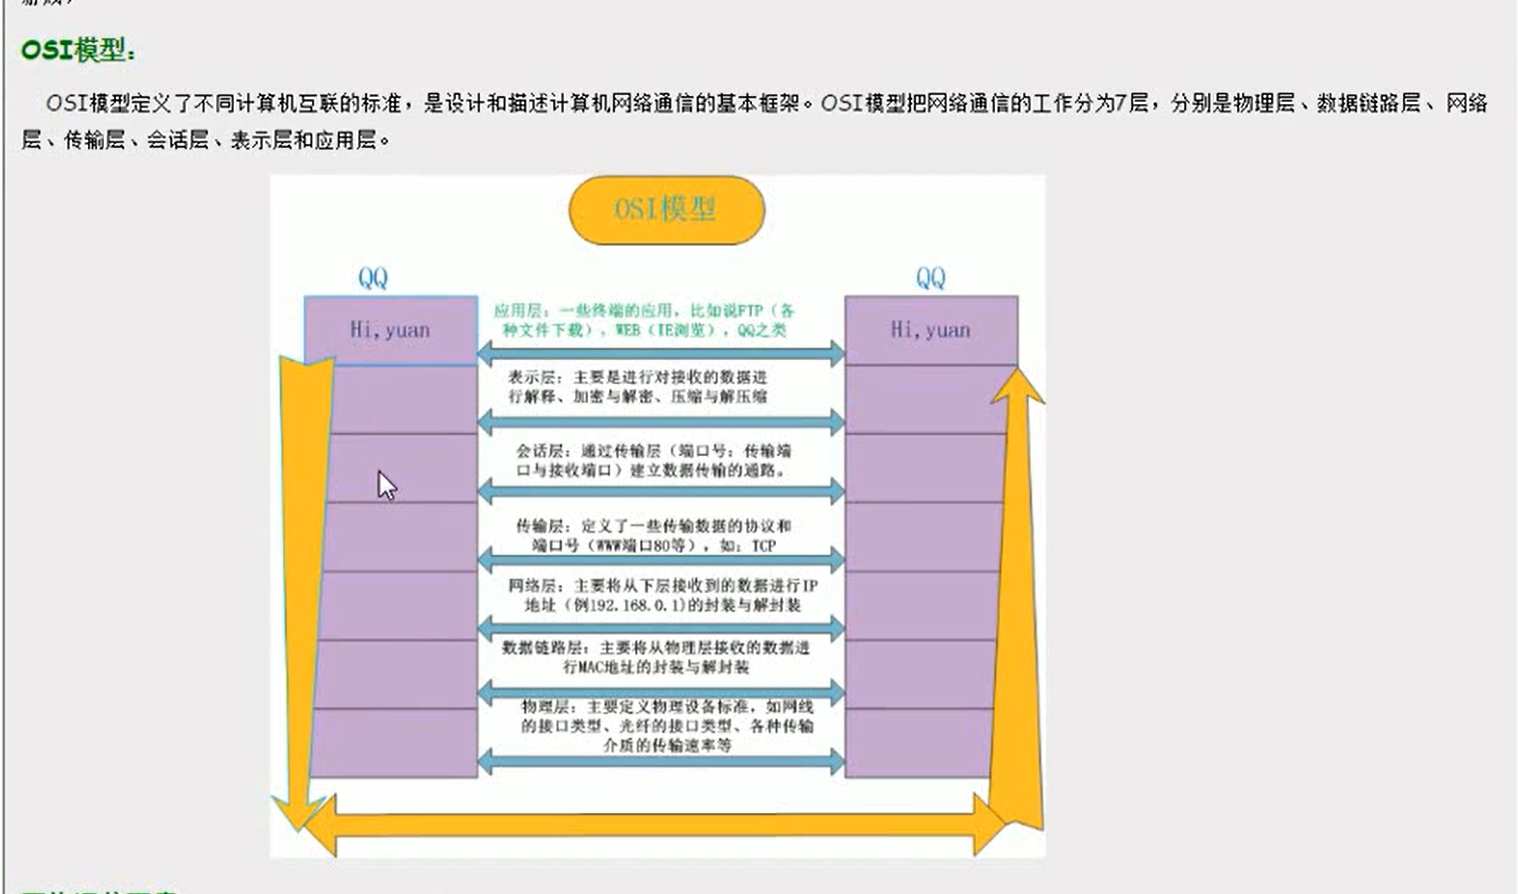 OSI模型:
OSI模型定义了不同计算机互联的标准，是设计和描述计算机网络通信的基本框架。OSI模型把网络通信的工作分为7层，分别是物理层、数据链路层、网络
层、传输层、会话层、表示层和应用层。
OSI模型
QQ
QQ
Hi,yuan
应用层：一些终端的应用，比如说FTP（各
种文件下载），WEB（IE浏览），QQ之类
Hi,yuan
表示层：主要是进行对接收的数据进
行解释、加密与解密、压缩与解压缩
会话层：通过传输层（端口号：传输端
口与接收端口）建立数据传输的通路。
传输层：定义了一些传输数据的协议和
端口号（WWW端口80等），如：TCP
网络层：主要将从下层接收到的数据进行IP
地址（例192.168.0.1)的封装与解封装
数据链路层：主要将从物理层接收的数据进
行MAC地址的封装与解封装
物理层：主要定义物理设备标准，如网线
的接口类型、光纤的接口类型、各种传输
介质的传输速率等